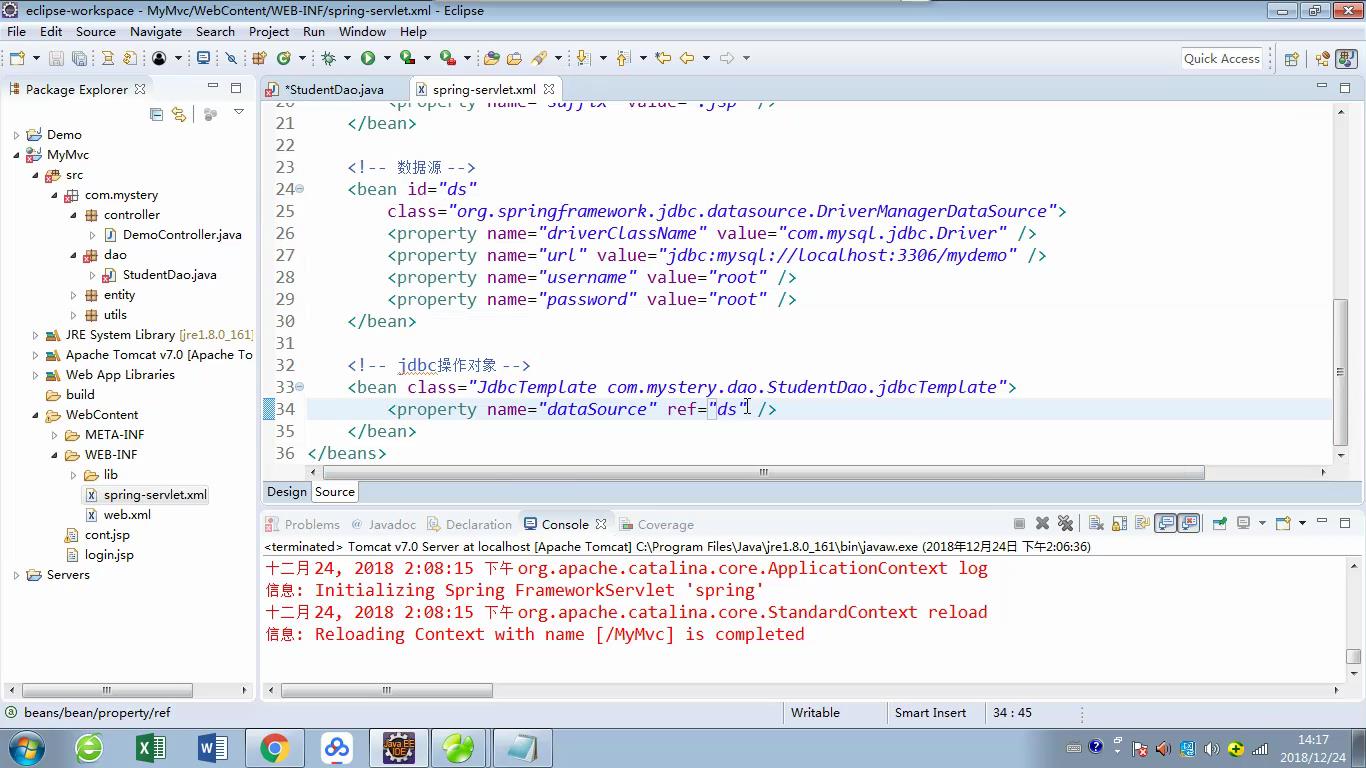 eclipse-workspace - MyMvc/WebContent/WEB-INF/spring-servlet.xml - Eclipse
File Edit Source Navigate Search Project Run Window Help
Quick Access
Package Explorer
*StudentDao.java
spring-servlet.xml
Demo
MyMvc
src
com.mystery
controller
DemoController.java
dao
StudentDao.java
entity
utils
JRE System Library [jre1.8.0_161]
Apache Tomcat v7.0 [Apache To
Web App Libraries
build
WebContent
META-INF
WEB-INF
lib
spring-servlet.xml
web.xml
cont.jsp
login.jsp
Servers
20 <property name="suffix" value=".jsp" />
21 </bean>
22
23 <!-- 数据源 -->
24 <bean id="ds"
25 class="org.springframework.jdbc.datasource.DriverManagerDataSource">
26 <property name="driverClassName" value="com.mysql.jdbc.Driver" />
27 <property name="url" value="jdbc:mysql://localhost:3306/mydemo" />
28 <property name="username" value="root" />
29 <property name="password" value="root" />
30 </bean>
31
32 <!-- jdbc操作对象 -->
33 <bean class="JdbcTemplate com.mystery.dao.StudentDao.jdbcTemplate">
34 <property name="dataSource" ref="ds" />
35 </bean>
36 </beans>
Design Source
Problems @ Javadoc Declaration Console Coverage
<terminated> Tomcat v7.0 Server at localhost [Apache Tomcat] C:\Program Files\Java\jre1.8.0_161\bin\javaw.exe (2018年12月24日 下午2:06:36)
十二月 24, 2018 2:08:15 下午 org.apache.catalina.core.ApplicationContext log
信息: Initializing Spring FrameworkServlet 'spring'
十二月 24, 2018 2:08:15 下午 org.apache.catalina.core.StandardContext reload
信息: Reloading Context with name [/MyMvc] is completed
beans/bean/property/ref
Writable
Smart Insert
34 : 45
Java EE
IDE
14:17
2018/12/24